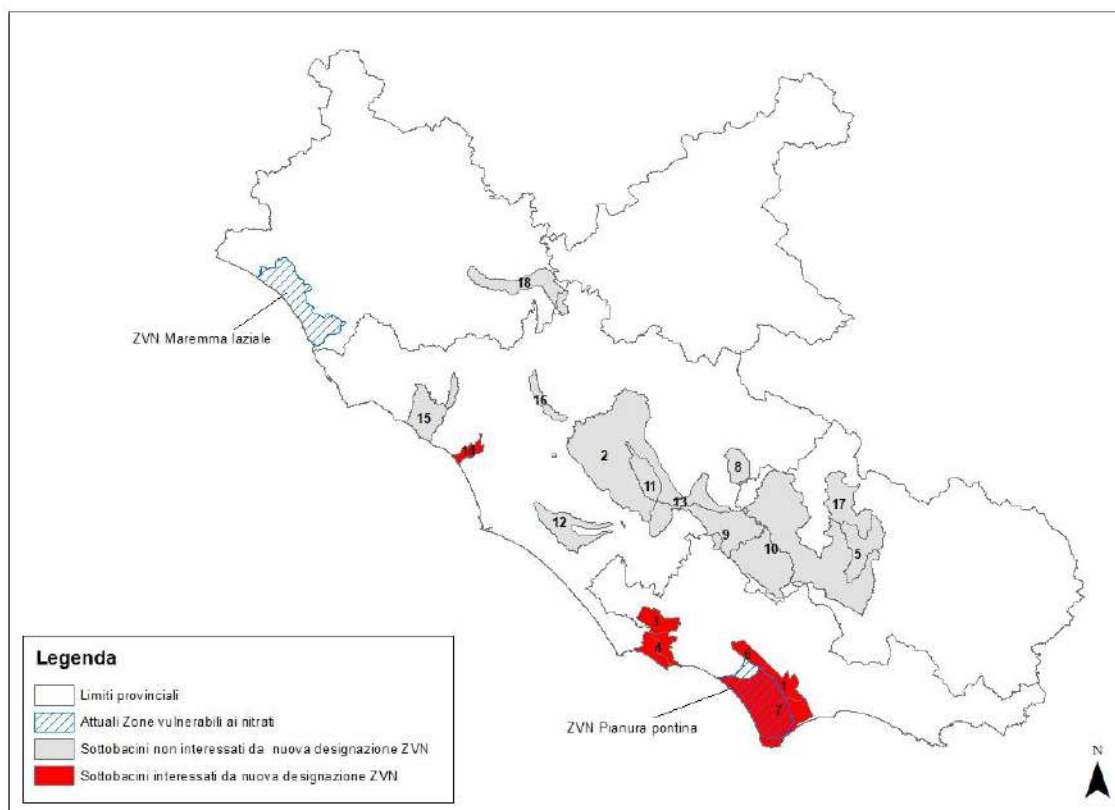 18
ZVN Maremma laziale
16
15
14
2
8
11
13
17
12
9
10
5
3
4
6
1
7
ZVN Pianura pontina
Legenda
Limiti provinciali
Attuali Zone vulnerabili ai nitrati
Sottobacini non interessati da nuova designazione ZVN
Sottobacini interessati da nuova designazione ZVN
N